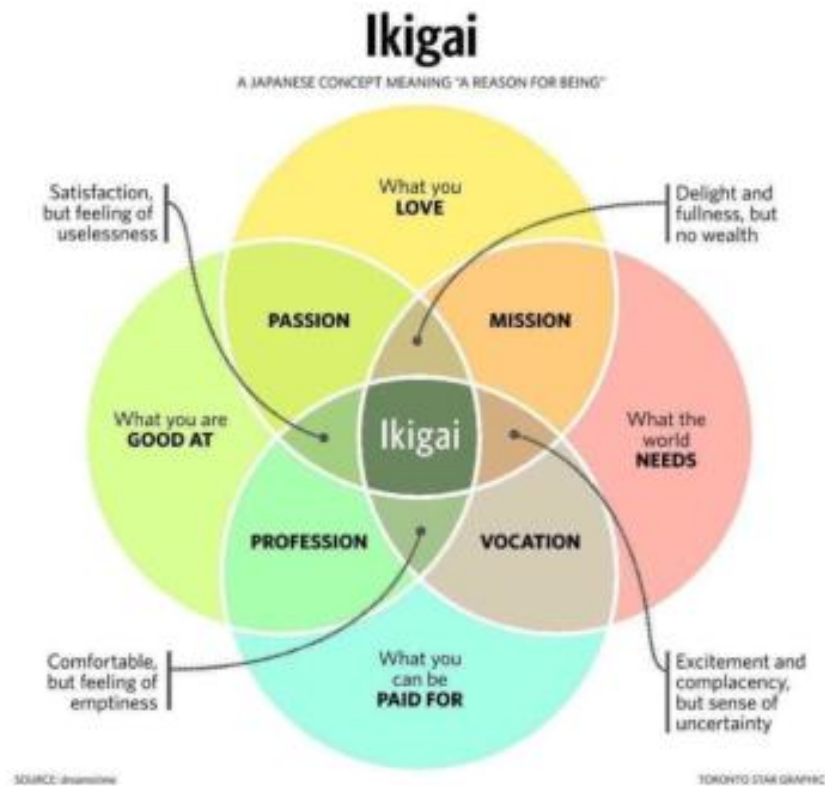 Ikigai
A JAPANESE CONCEPT MEANING "A REASON FOR BEING"
Satisfaction,
but feeling of
uselessness
What you
LOVE
Delight and
fullness, but
no wealth
PASSION
MISSION
What you are
GOOD AT
Ikigai
What the
world
NEEDS
PROFESSION
VOCATION
Comfortable,
but feeling of
emptiness
What you
can be
PAID FOR
Excitement and
complacency,
but sense of
uncertainty
SOURCE: dreamstime
TORONTO STAR GRAPHIC